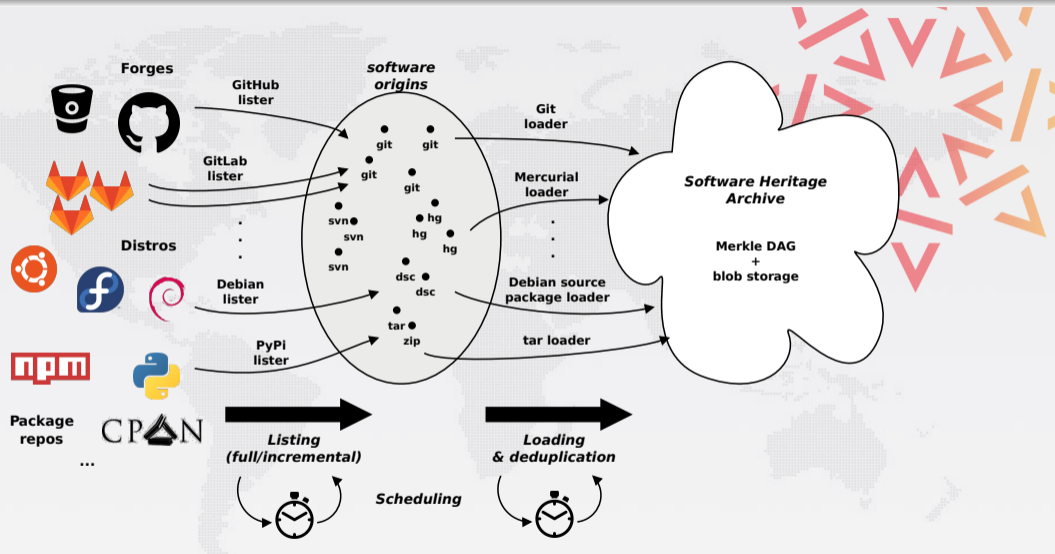 Forges
GitHub
lister
GitLab
lister
.
.
.
Distros
Debian
lister
PyPi
lister
npm
CPAN
Package
repos
...
software
origins
git
git
git
git
svn
svn
svn
hg
hg
hg
dsc
dsc
tar
zip
Git
loader
Mercurial
loader
.
.
.
Debian source
package loader
tar loader
Software Heritage
Archive
Merkle DAG
+
blob storage
Listing
(full/incremental)
Scheduling
Loading
& deduplication